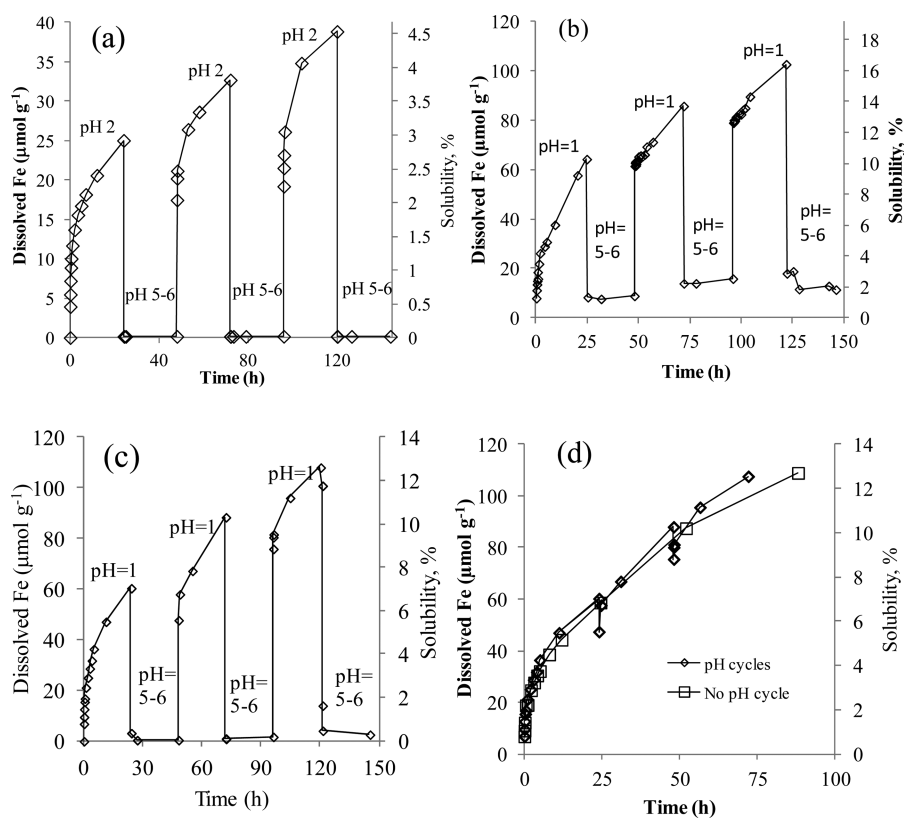 (a)
Dissolved Fe (μmol g⁻¹)
40
35
30
25
20
15
10
5
0
pH 2
pH 2
pH 2
pH 5-6
pH 5-6
pH 5-6
4.5
4
3.5
3
2.5
2
1.5
1
0.5
0
Solubility, %
0
40
80
120
Time (h)
(b)
Dissolved Fe (μmol g⁻¹)
120
100
80
60
40
20
0
pH=1
pH=1
pH=1
pH=
5-6
pH=
5-6
pH=
5-6
18
16
14
12
10
8
6
4
2
0
Solubility, %
0
25
50
75
100
125
150
Time (h)
(c)
Dissolved Fe (μmol g⁻¹)
120
100
80
60
40
20
0
pH=1
pH=1
pH=1
pH=
5-6
pH=
5-6
pH=
5-6
14
12
10
8
6
4
2
0
Solubility, %
0
30
60
90
120
150
Time (h)
(d)
Dissolved Fe (μmol g⁻¹)
120
100
80
60
40
20
0
pH cycles
No pH cycle
14
12
10
8
6
4
2
0
Solubility, %
0
25
50
75
100
Time (h)